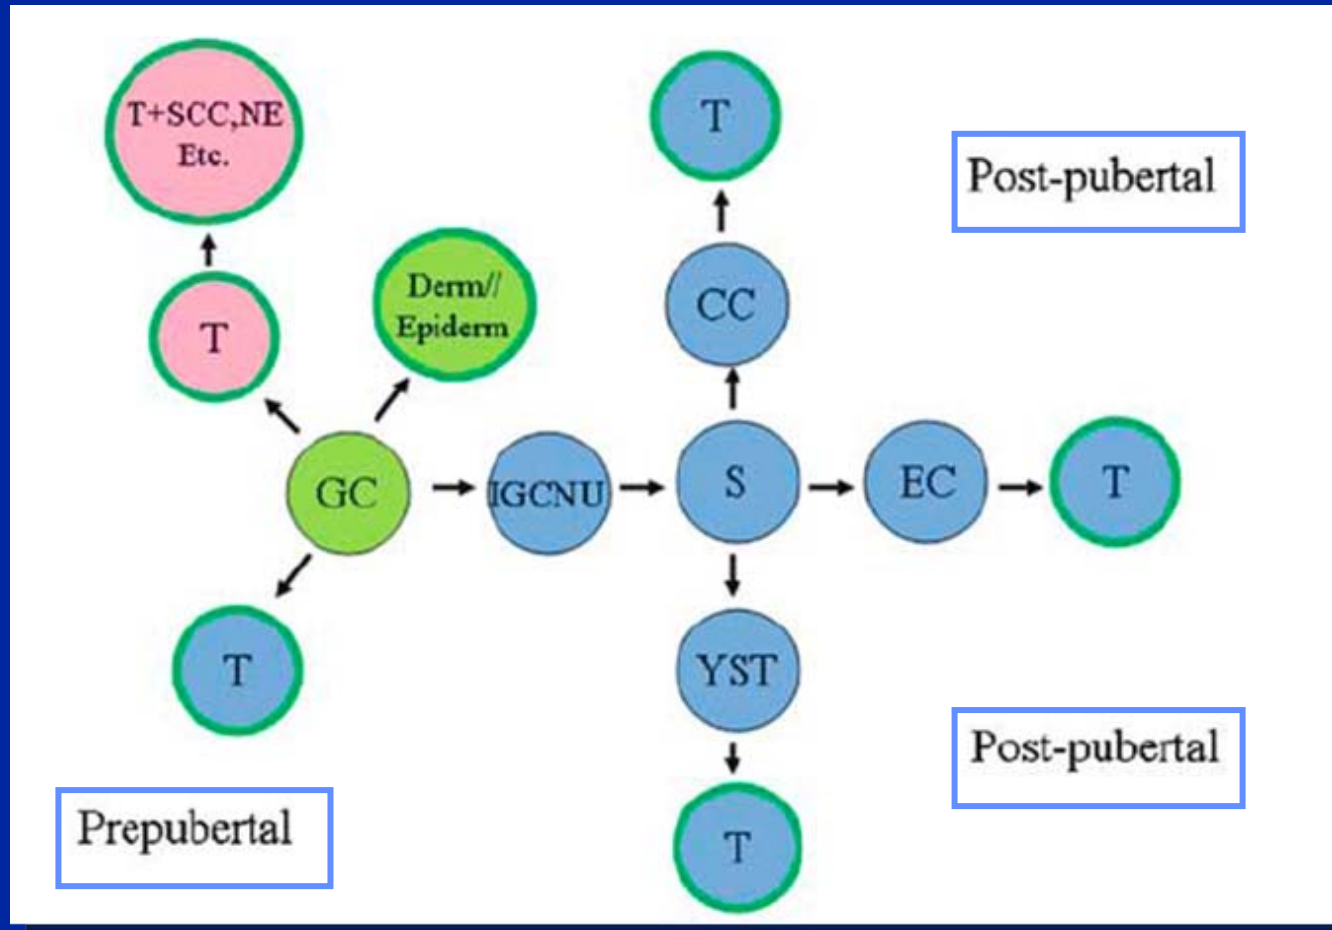 T+SCC,NE
Etc.
T
Post-pubertal
Derm//
Epiderm
T
CC
GC
IGCNU
S
EC
T
T
YST
Post-pubertal
Prepubertal
T